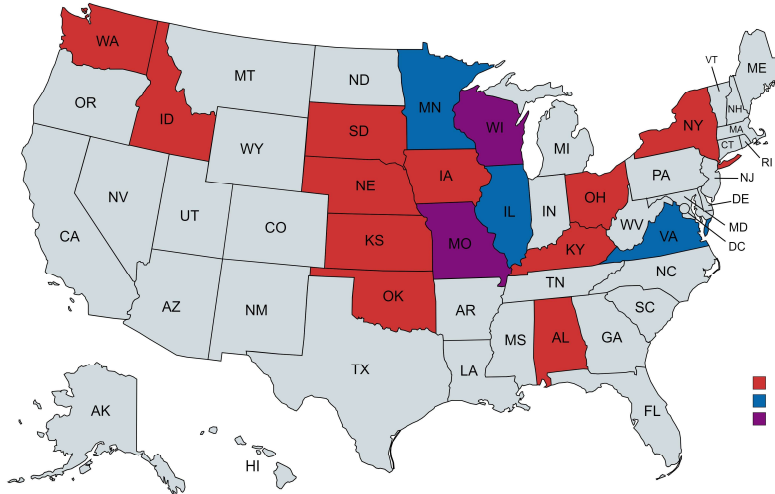 WA
MT
ND
MN
VT
ME
OR
ID
SD
WI
NH
NY
MA
CT
RI
WY
MI
IA
NE
PA
NJ
NV
UT
CO
IL
IN
OH
WV
DE
MD
DC
CA
KS
MO
KY
VA
AZ
NM
OK
AR
TN
NC
SC
MS
AL
GA
TX
LA
AK
HI
FL